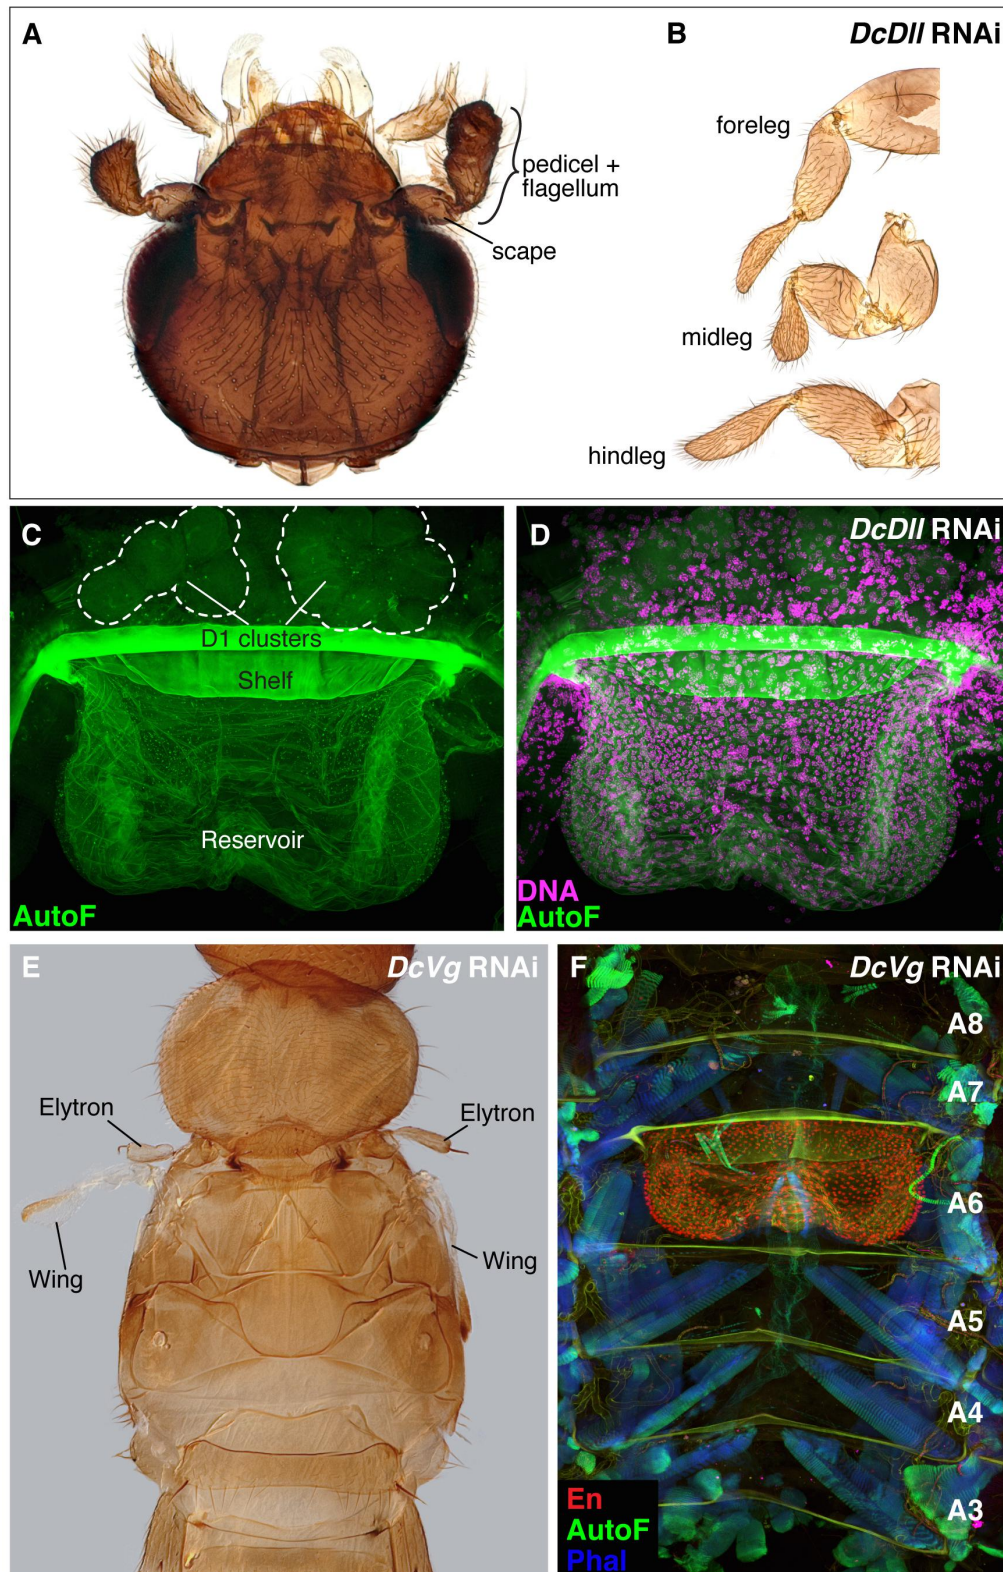 A
B
DcDll RNAi
foreleg
pedicel +
flagellum
scape
midleg
hindleg
C
D1 clusters
Shelf
Reservoir
AutoF
D
DcDll RNAi
DNA
AutoF
E
DcVg RNAi
Elytron
Elytron
Wing
Wing
F
DcVg RNAi
A8
A7
A6
A5
A4
A3
En
AutoF
Phal